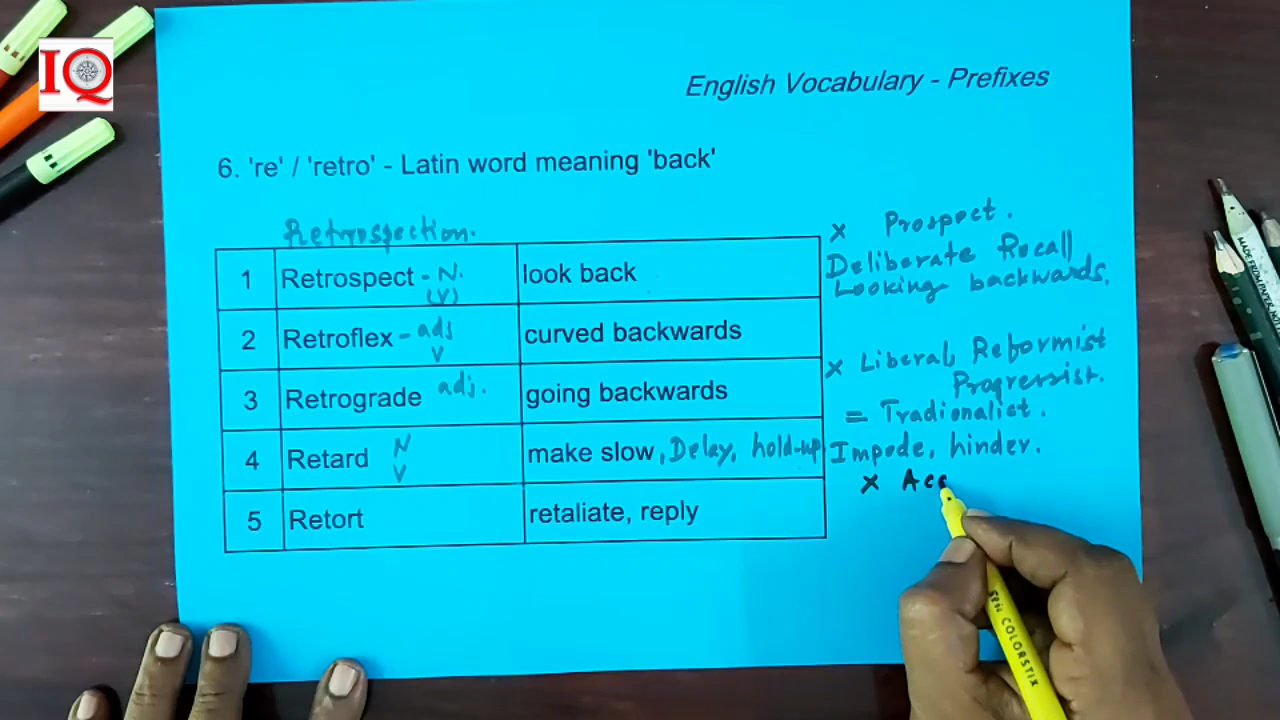 IQ
English Vocabulary - Prefixes
6. 're' / 'retro' - Latin word meaning 'back'
Retrospection.
x Prospect.
Deliberate Recall
Looking backwards.
1 Retrospect - N. (V) look back
2 Retroflex - adj V curved backwards
x Liberal, Reformist
Progressist.
3 Retrograde adj. going backwards
= Tradionalist.
4 Retard N V make slow, Delay, hold-up
Impede, hinder.
x Acc
5 Retort retaliate, reply
Seii COLORSTIX